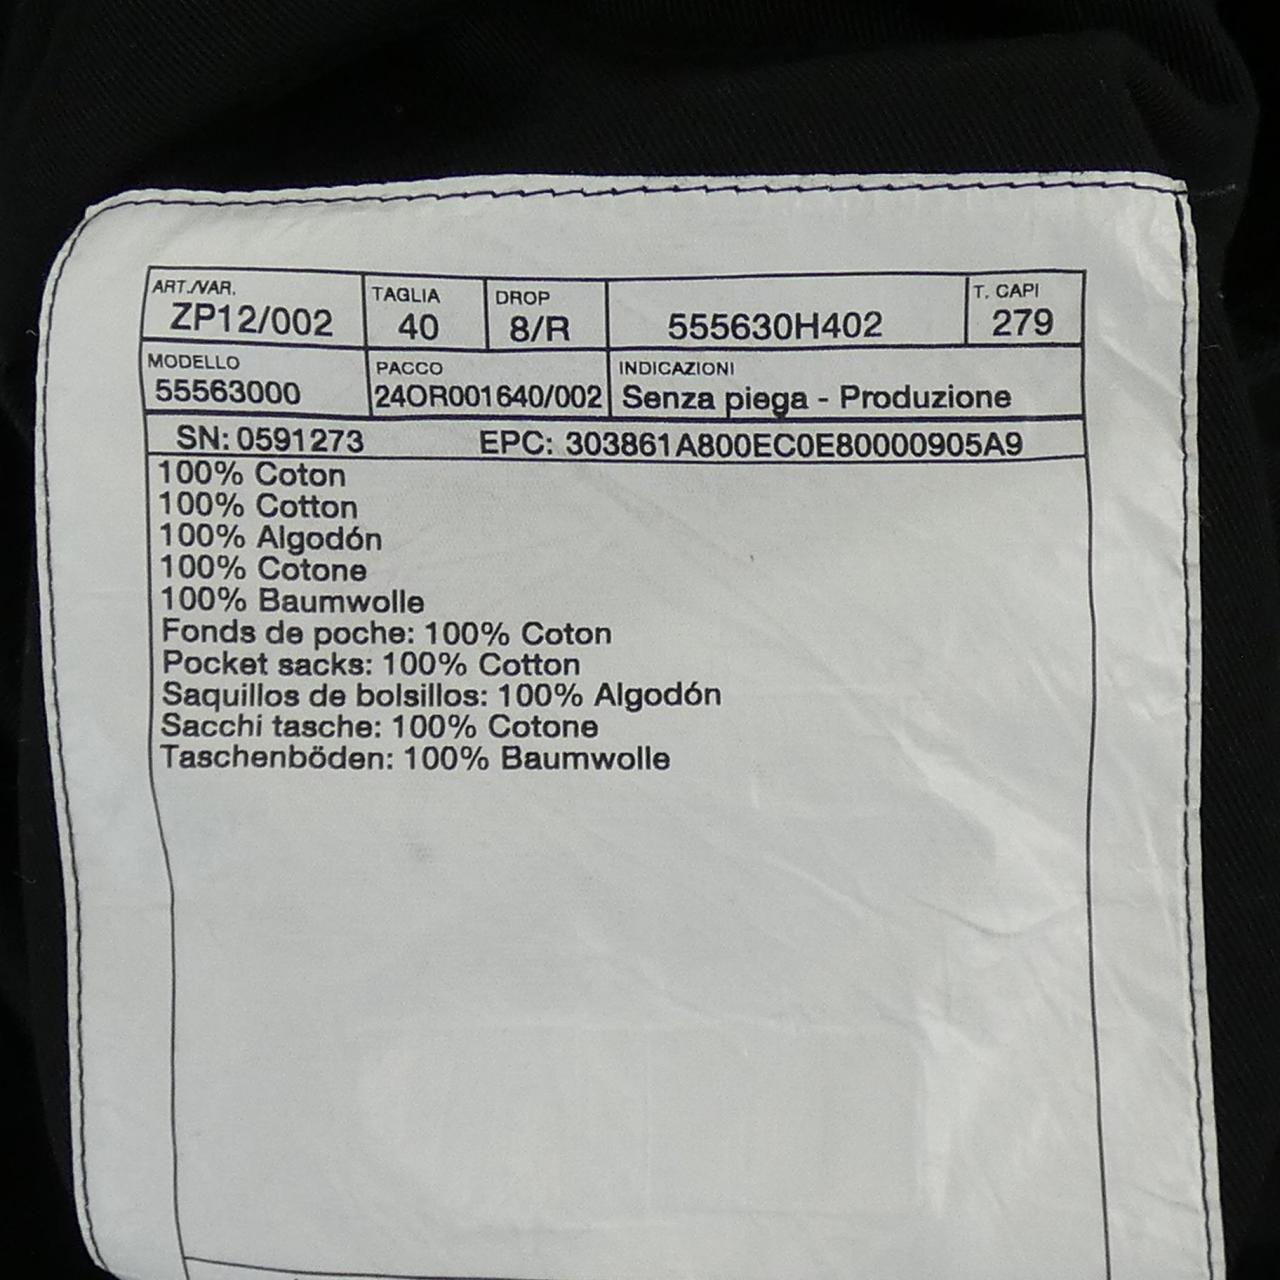 ART./VAR. TAGLIA DROP T. CAPI
ZP12/002 40 8/R 555630H402 279
MODELLO PACCO INDICAZIONI
55563000 24OR001640/002 Senza piega - Produzione
SN: 0591273 EPC: 303861A800EC0E80000905A9
100% Coton
100% Cotton
100% Algodón
100% Cotone
100% Baumwolle
Fonds de poche: 100% Coton
Pocket sacks: 100% Cotton
Saquillos de bolsillos: 100% Algodón
Sacchi tasche: 100% Cotone
Taschenböden: 100% Baumwolle